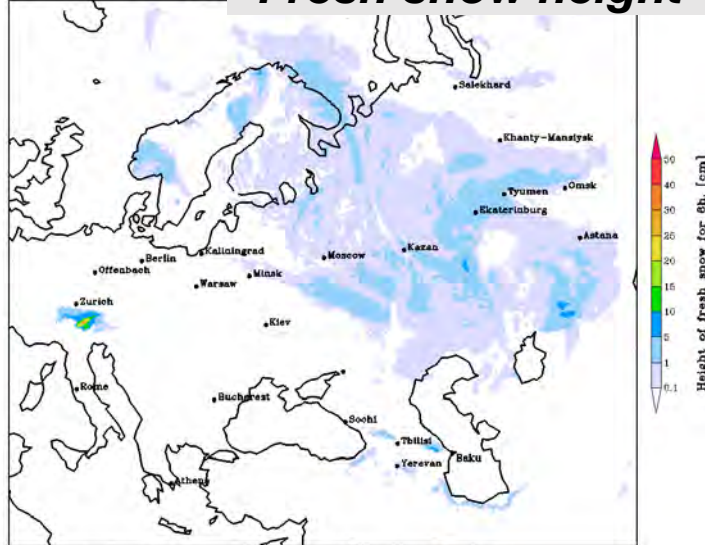 Fresh snow height
Salekhard
Khanty-Mansiysk
Tyumen
Omsk
Ekaterinburg
Astana
Kazan
Moscow
Kaliningrad
Berlin
Offenbach
Minsk
Warsaw
Zurich
Kiev
Rome
Bucharest
Sochi
Tbilisi
Baku
Yerevan
Athens
50
40
30
26
20
15
10
5
1
0.1
Height of fresh snow for 6h, [cm]